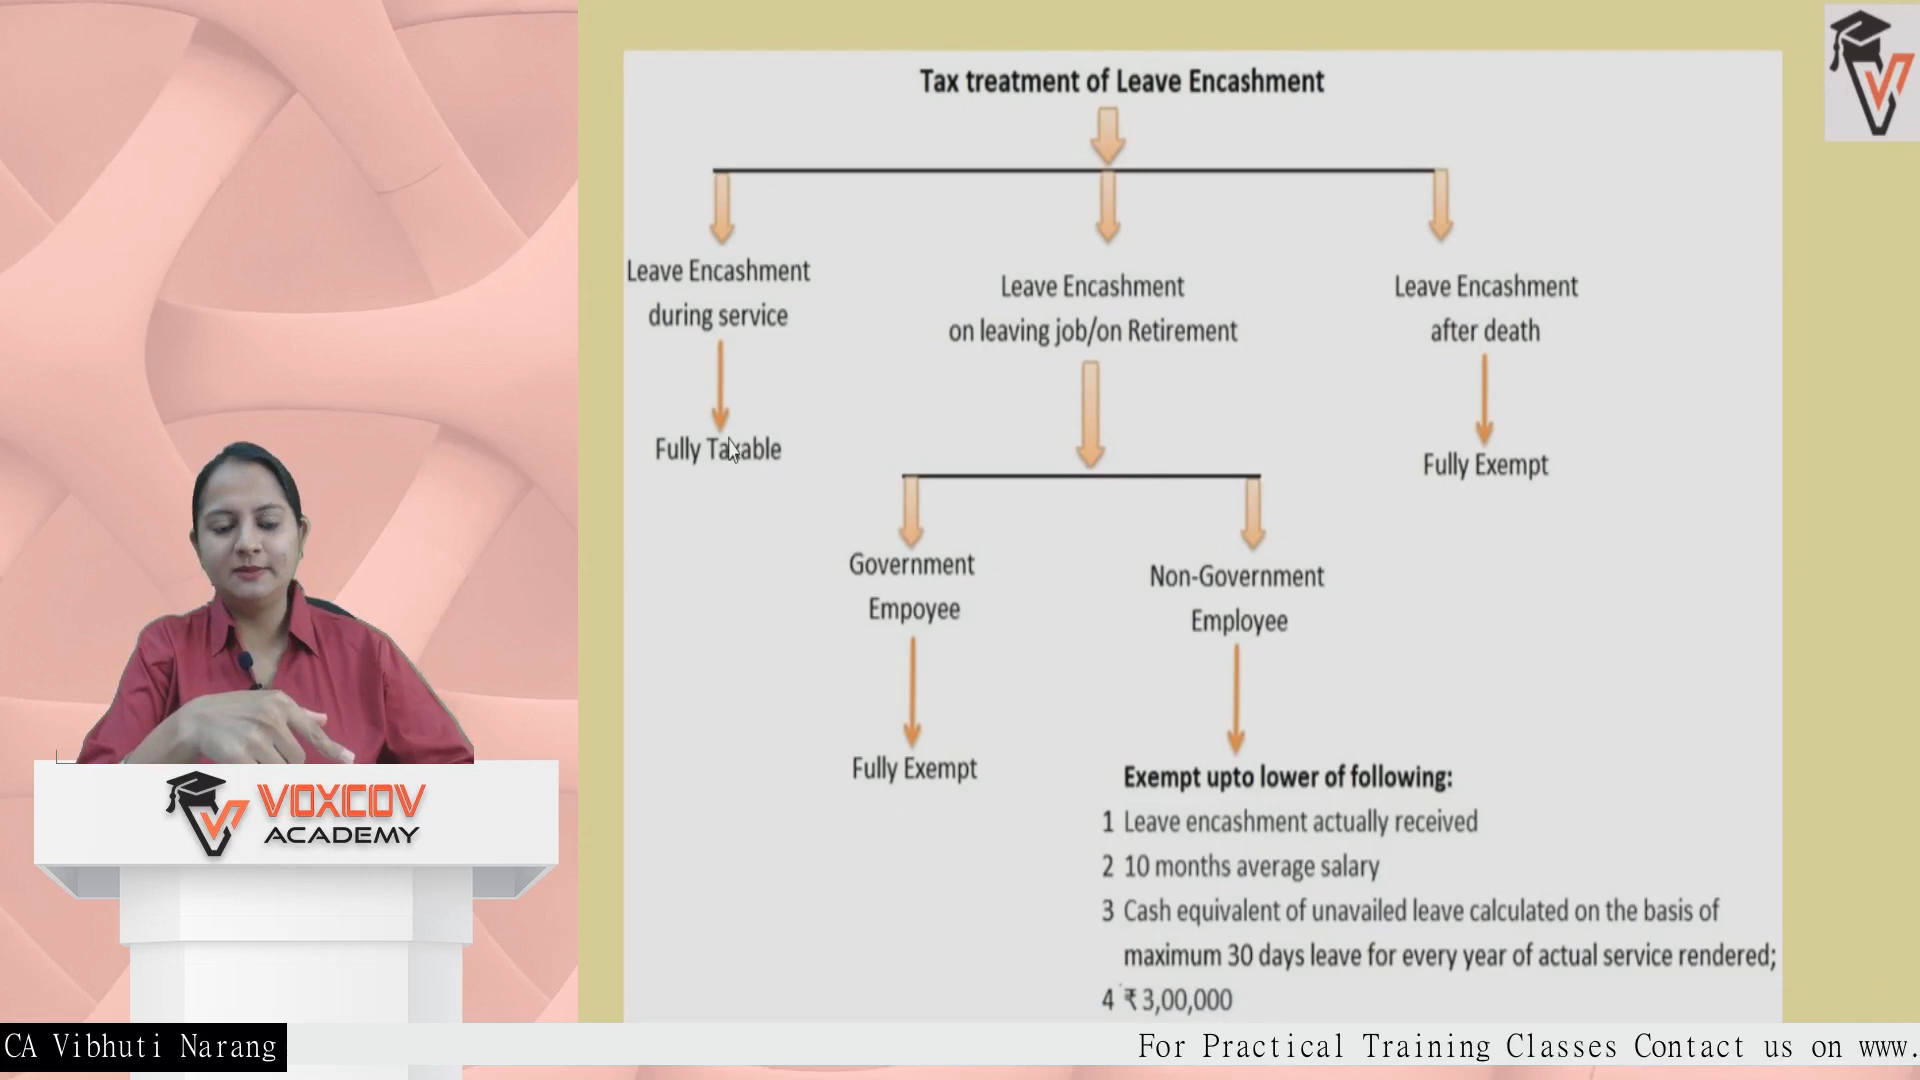 Tax treatment of Leave Encashment
Leave Encashment
during service
Fully Taxable
Leave Encashment
on leaving job/on Retirement
Leave Encashment
after death
Fully Exempt
Government
Empoyee
Fully Exempt
Non-Government
Employee
Exempt upto lower of following:
1 Leave encashment actually received
2 10 months average salary
3 Cash equivalent of unavailed leave calculated on the basis of
maximum 30 days leave for every year of actual service rendered;
4 ₹ 3,00,000
VOXCOV
ACADEMY
CA Vibhuti Narang
For Practical Training Classes Contact us on www.